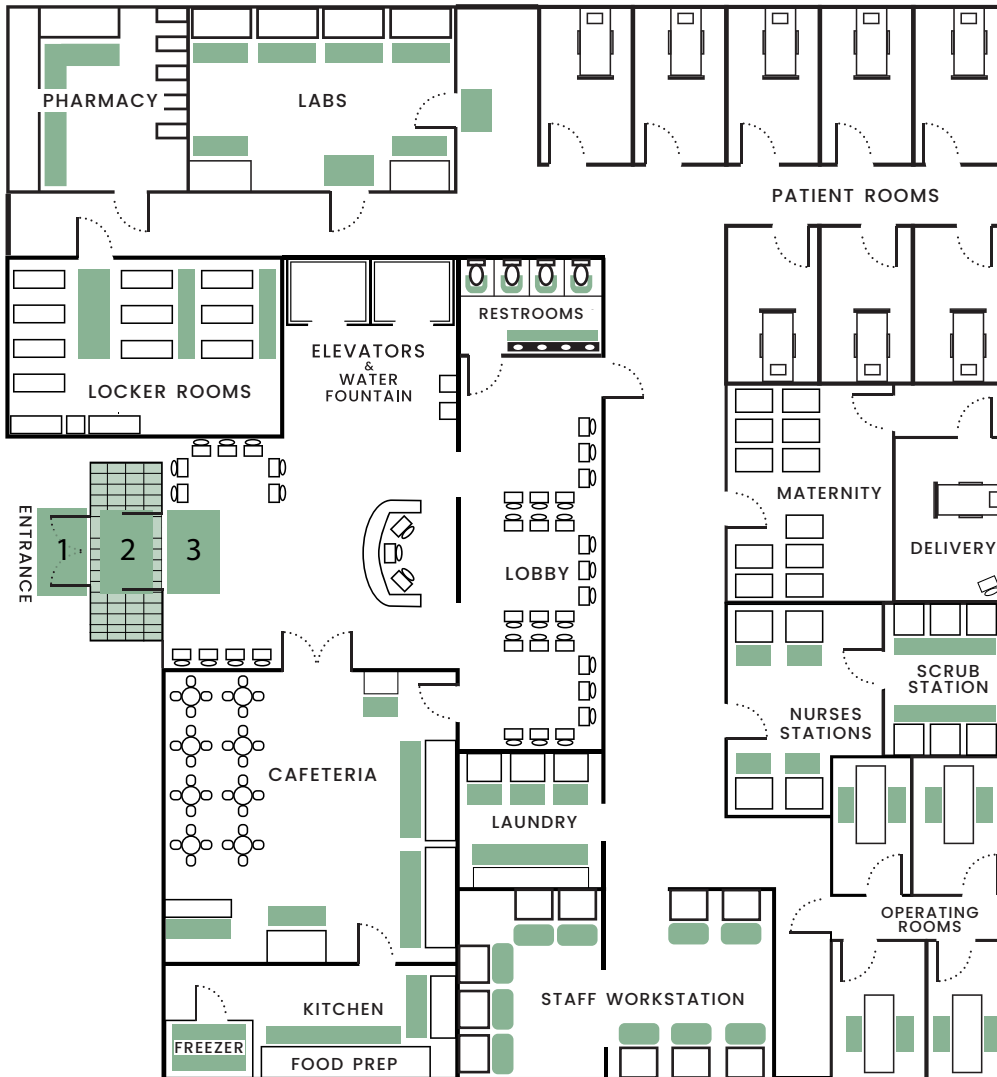 PHARMACY
LABS
PATIENT ROOMS
RESTROOMS
ELEVATORS
&
WATER
FOUNTAIN
LOCKER ROOMS
MATERNITY
ENTRANCE
1
2
3
LOBBY
DELIVERY
SCRUB
STATION
NURSES
STATIONS
CAFETERIA
LAUNDRY
OPERATING
ROOMS
STAFF WORKSTATION
KITCHEN
FREEZER
FOOD PREP